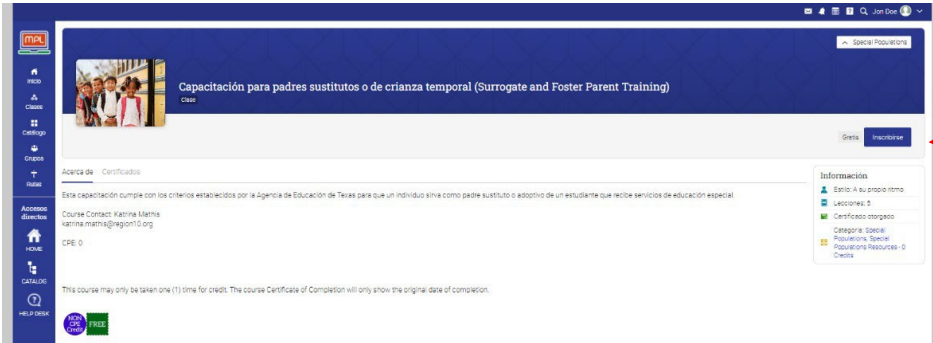 Jon Doe
MPL
Special Populations
Inicio
Clases
Catálogo
Grupos
Rutas
Accesos
directos
HOME
CATALOG
HELP DESK
Capacitación para padres sustitutos o de crianza temporal (Surrogate and Foster Parent Training)
Clase
Gratis
Inscribirse
Acerca de Certificados
Esta capacitación cumple con los criterios establecidos por la Agencia de Educación de Texas para que un individuo sirva como padre sustituto o adoptivo de un estudiante que recibe servicios de educación especial
Course Contact: Katrina Mathis
katrina.mathis@region10.org
CPE: 0
This course may only be taken one (1) time for credit. The course Certificate of Completion will only show the original date of completion.
NON
CPE
Credit
FREE
Información
Estilo: A su propio ritmo
Lecciones: 5
Certificado otorgado
Categoría: Special
Populations, Special
Populations Resources - 0
Credits